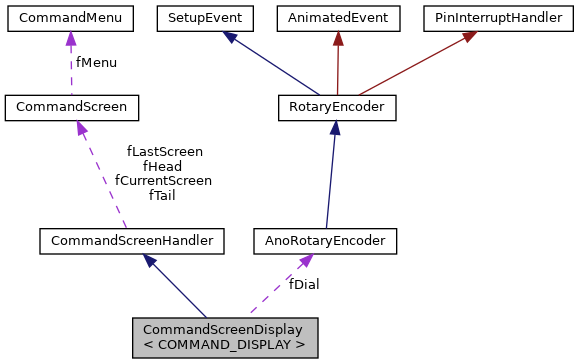 CommandMenu
SetupEvent
AnimatedEvent
PinInterruptHandler
fMenu
CommandScreen
RotaryEncoder
fLastScreen
fHead
fCurrentScreen
fTail
CommandScreenHandler
AnoRotaryEncoder
fDial
CommandScreenDisplay
< COMMAND_DISPLAY >